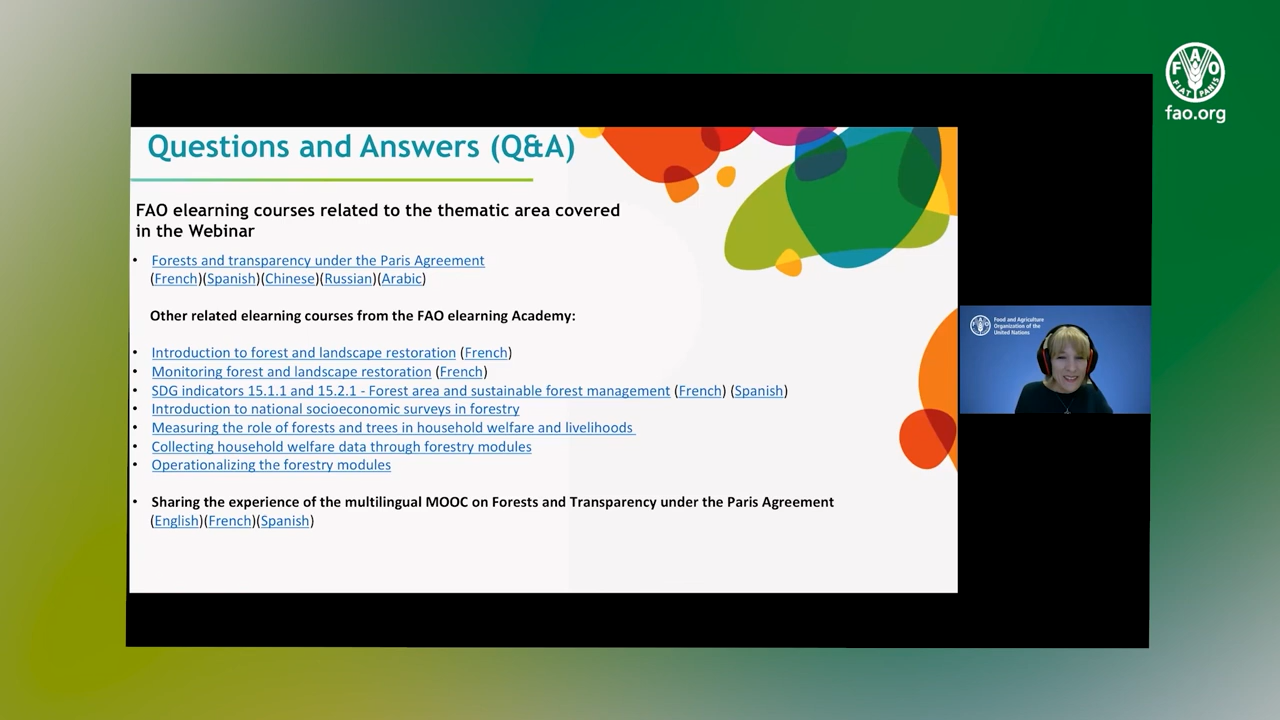 Questions and Answers (Q&A)
FAO elearning courses related to the thematic area covered
in the Webinar
• Forests and transparency under the Paris Agreement
(French)(Spanish)(Chinese)(Russian)(Arabic)
Other related elearning courses from the FAO elearning Academy:
• Introduction to forest and landscape restoration (French)
• Monitoring forest and landscape restoration (French)
• SDG indicators 15.1.1 and 15.2.1 - Forest area and sustainable forest management (French) (Spanish)
• Introduction to national socioeconomic surveys in forestry
• Measuring the role of forests and trees in household welfare and livelihoods
• Collecting household welfare data through forestry modules
• Operationalizing the forestry modules
• Sharing the experience of the multilingual MOOC on Forests and Transparency under the Paris Agreement
(English)(French)(Spanish)
FAO
FIAT PANIS
fao.org
Food and Agriculture
Organization of the
United Nations